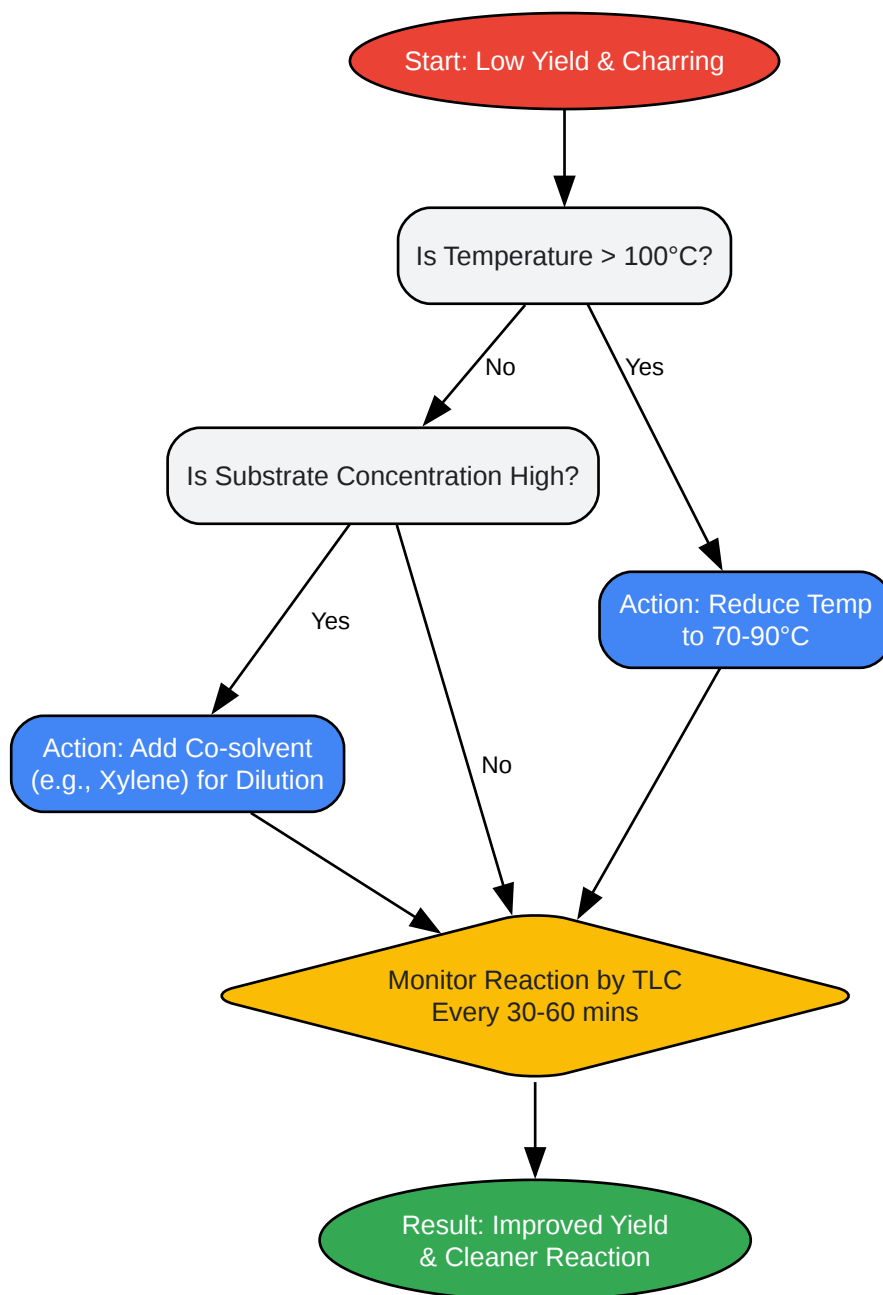 Start: Low Yield & Charring
Is Temperature > 100°C?
No
Yes
Is Substrate Concentration High?
Action: Reduce Temp
to 70-90°C
Yes
No
Action: Add Co-solvent
(e.g., Xylene) for Dilution
Monitor Reaction by TLC
Every 30-60 mins
Result: Improved Yield
& Cleaner Reaction